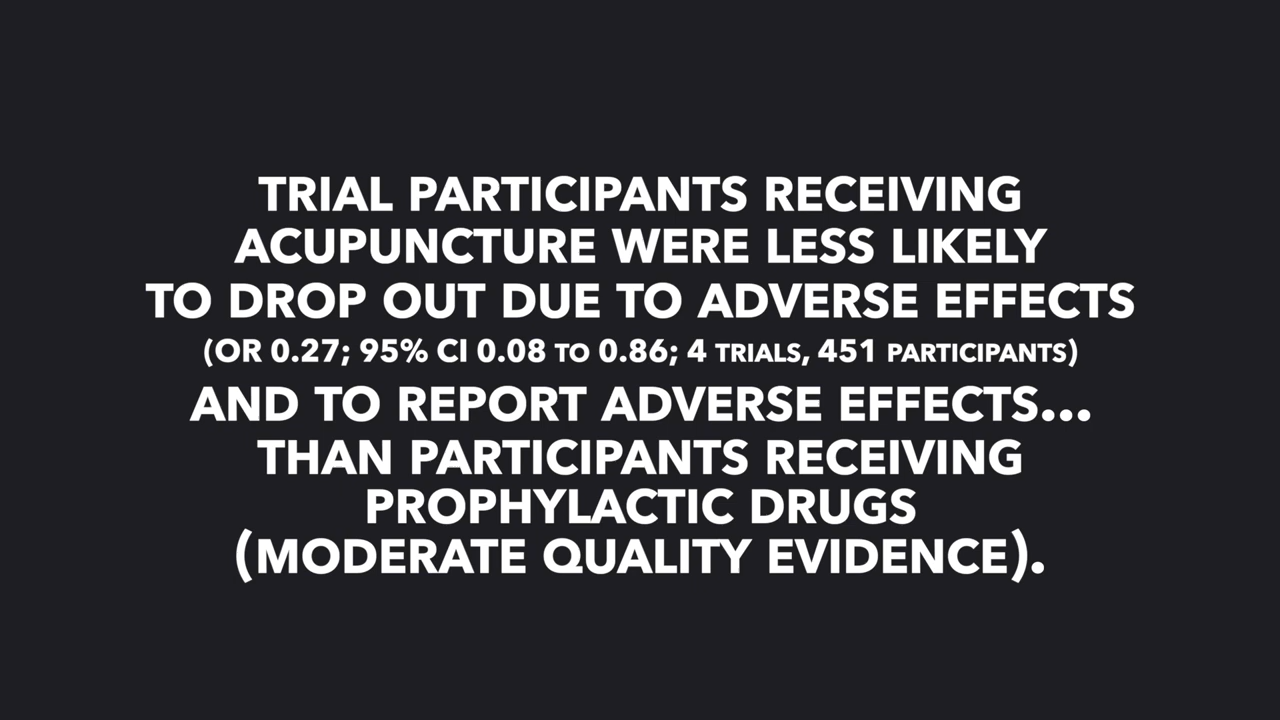 TRIAL PARTICIPANTS RECEIVING
ACUPUNCTURE WERE LESS LIKELY
TO DROP OUT DUE TO ADVERSE EFFECTS
(OR 0.27; 95% CI 0.08 TO 0.86; 4 TRIALS, 451 PARTICIPANTS)
AND TO REPORT ADVERSE EFFECTS...
THAN PARTICIPANTS RECEIVING
PROPHYLACTIC DRUGS
(MODERATE QUALITY EVIDENCE).